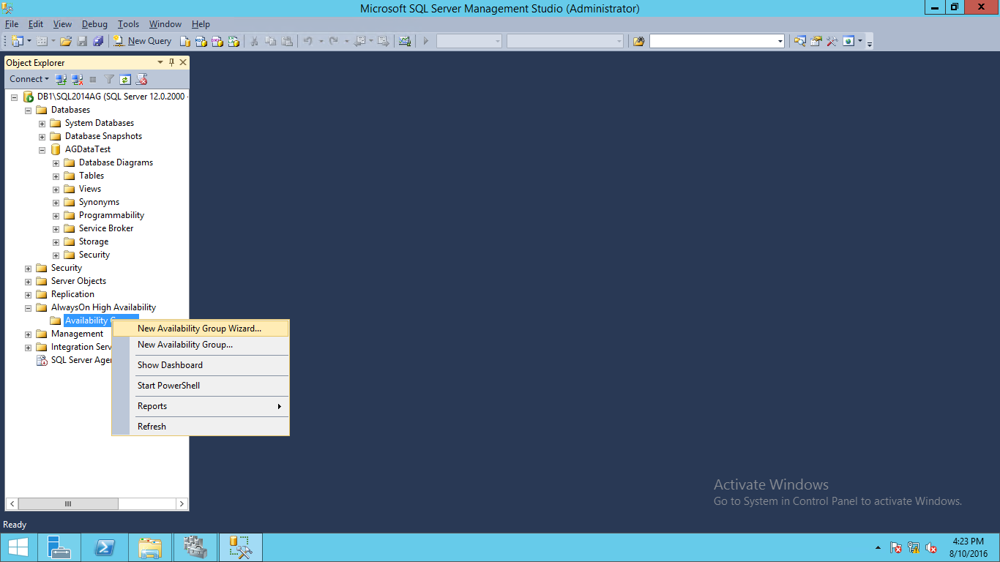 Microsoft SQL Server Management Studio (Administrator)
File Edit View Debug Tools Window Help
New Query
Object Explorer
Connect
DB1\SQL2014AG (SQL Server 12.0.2000 -
Databases
System Databases
Database Snapshots
AGDataTest
Database Diagrams
Tables
Views
Synonyms
Programmability
Service Broker
Storage
Security
Security
Server Objects
Replication
AlwaysOn High Availability
Availability
Management
Integration Serv
SQL Server Agen
New Availability Group Wizard...
New Availability Group...
Show Dashboard
Start PowerShell
Reports
Refresh
Activate Windows
Go to System in Control Panel to activate Windows.
Ready
4:23 PM
8/10/2016